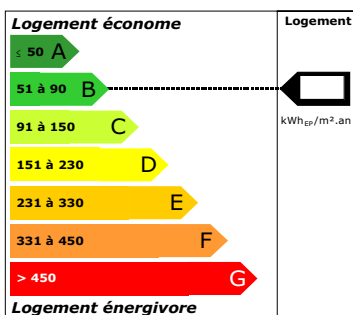 Logement économe
Logement
≤ 50 A
51 à 90 B
91 à 150 C
kWhEP/m².an
151 à 230 D
231 à 330 E
331 à 450 F
> 450 G
Logement énergivore